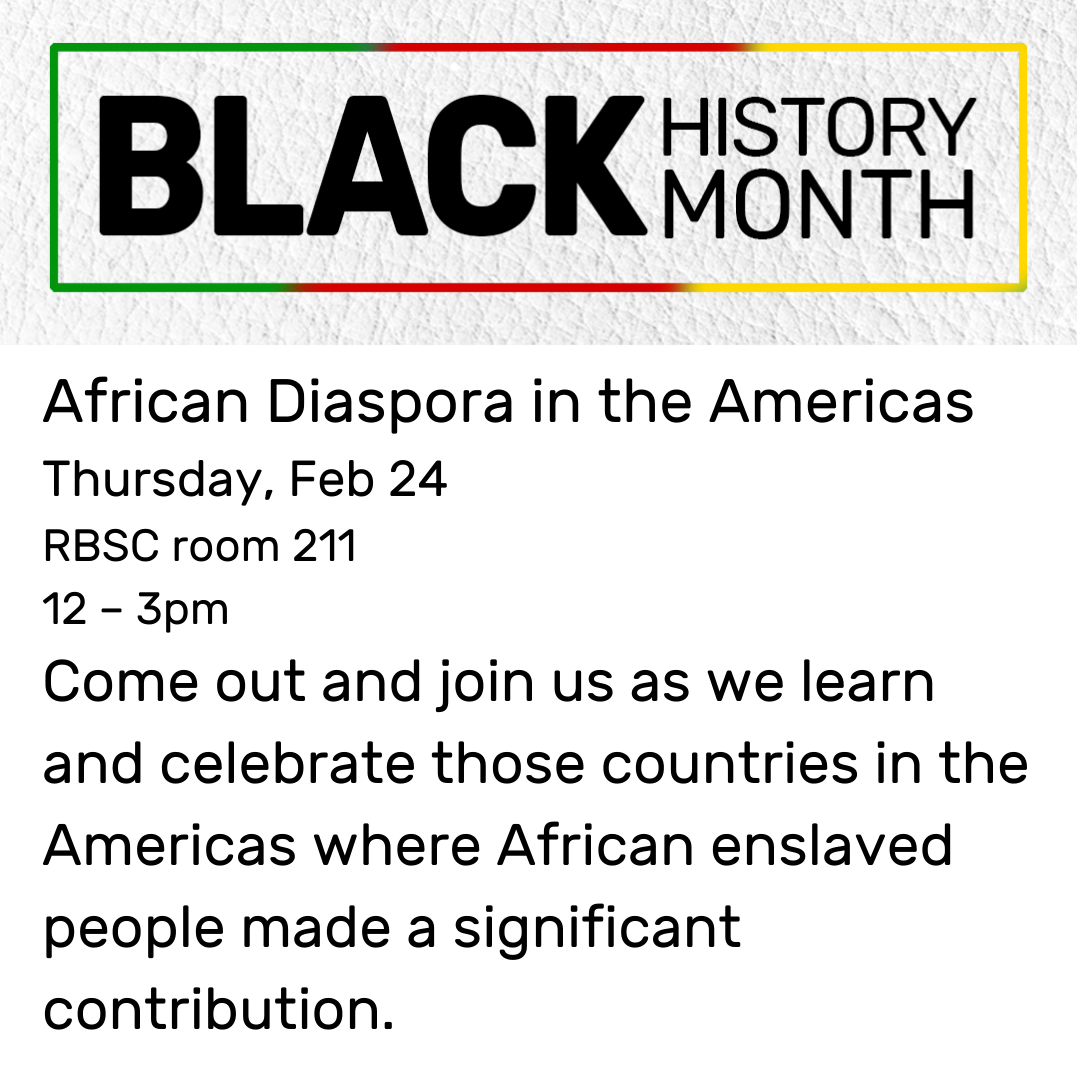 BLACK HISTORY
MONTH
African Diaspora in the Americas
Thursday, Feb 24
RBSC room 211
12 – 3pm
Come out and join us as we learn
and celebrate those countries in the
Americas where African enslaved
people made a significant
contribution.